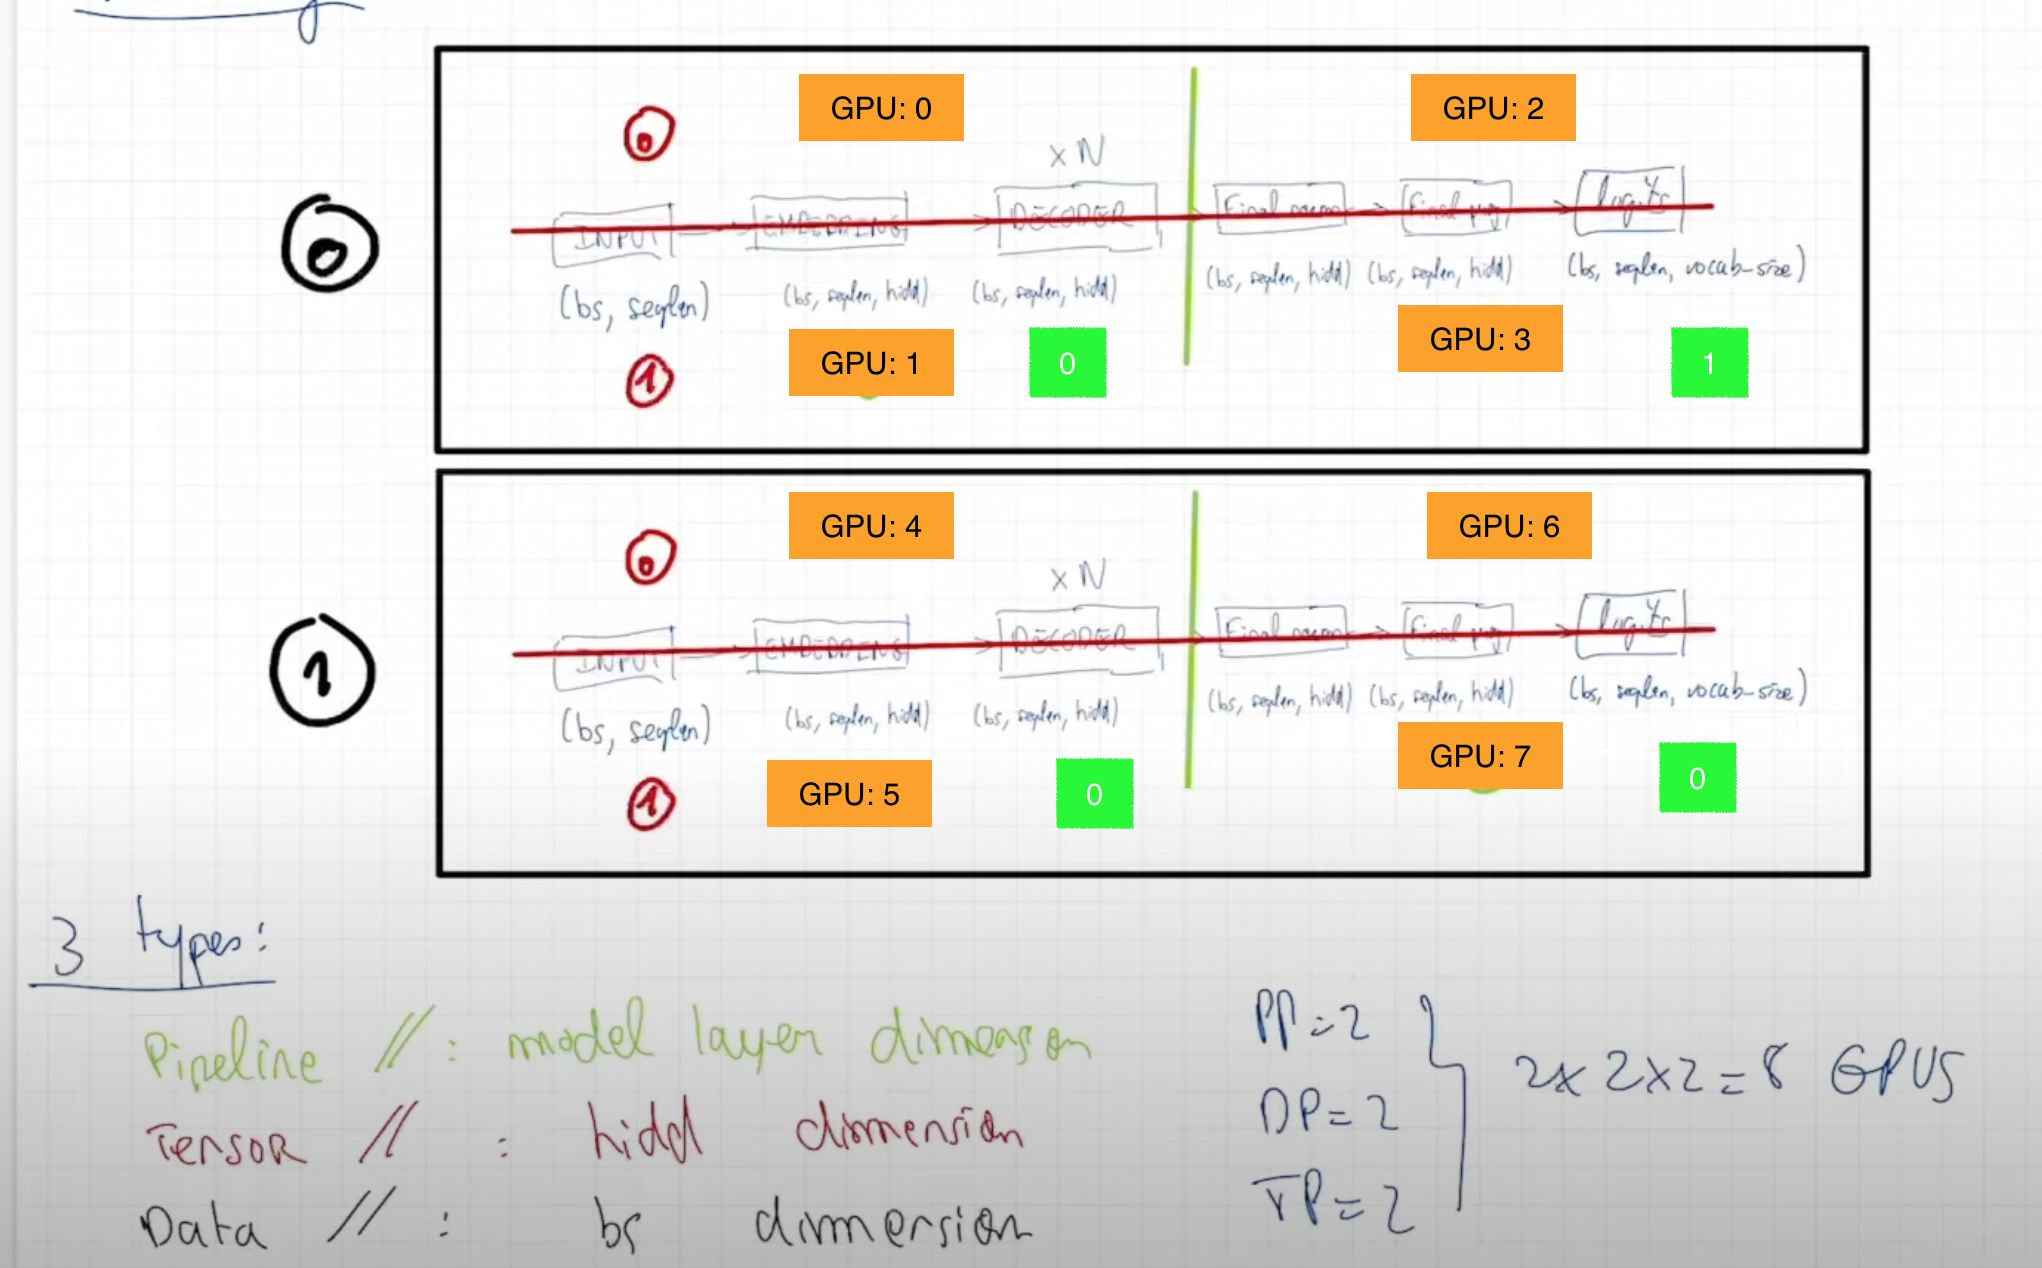 0
GPU: 0
GPU: 2
0
xN
INPUT
EMBEDDING
DECODER
Final norm
Final proj
logits
(bs, seqlen)
(bs, seqlen, hidd)
(bs, seqlen, hidd)
(bs, seqlen, hidd)
(bs, seqlen, hidd)
(bs, seqlen, vocab-size)
1
GPU: 1
0
GPU: 3
1
1
GPU: 4
GPU: 6
0
xN
INPUT
EMBEDDING
DECODER
Final norm
Final proj
logits
(bs, seqlen)
(bs, seqlen, hidd)
(bs, seqlen, hidd)
(bs, seqlen, hidd)
(bs, seqlen, hidd)
(bs, seqlen, vocab-size)
1
GPU: 5
0
GPU: 7
0
3 types:
Pipeline // : model layer dimension
Tensor // : hidd dimension
Data // : bs dimension
PP=2
DP=2
TP=2
2x2x2=8 GPUS